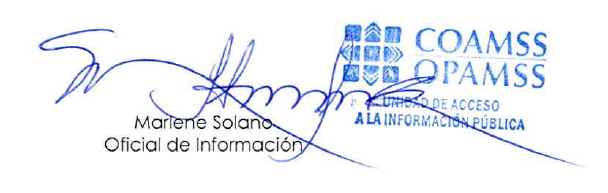 COAMSS
OPAMSS
UNIDAD DE ACCESO
A LA INFORMACIÓN PÚBLICA
Marlene Solano
Oficial de Información